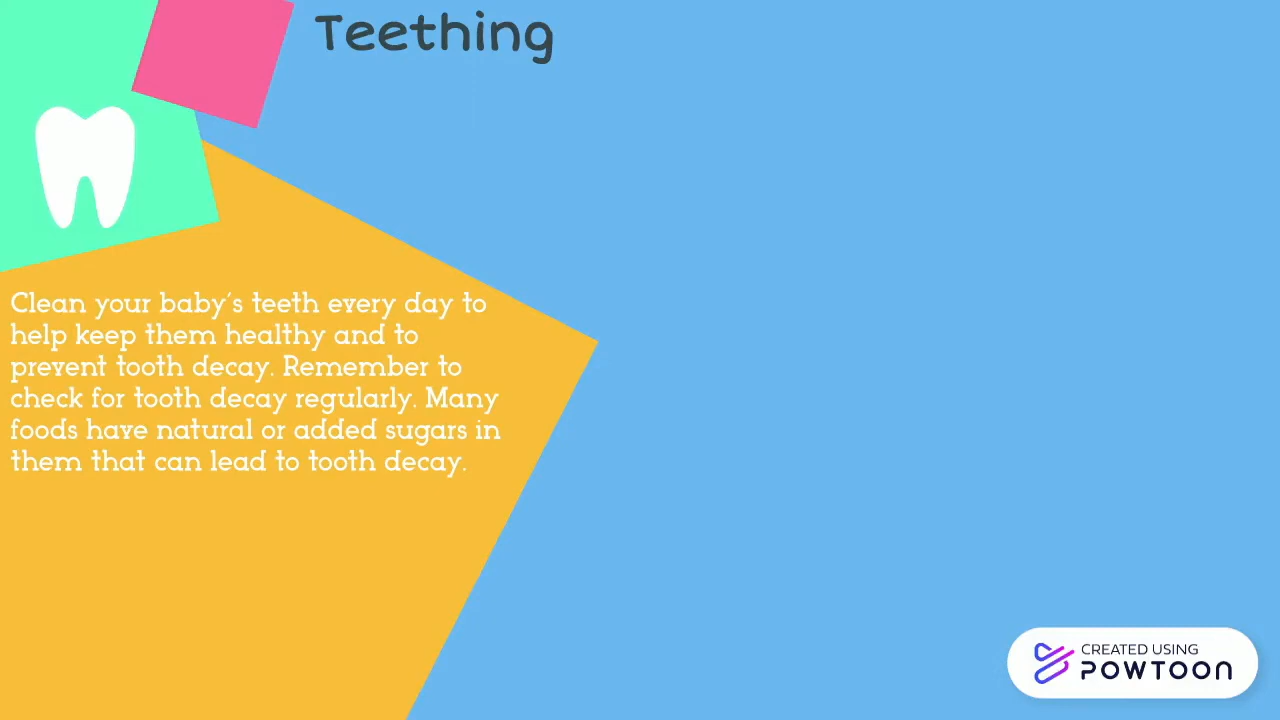 Teething
Clean your baby's teeth every day to
help keep them healthy and to
prevent tooth decay. Remember to
check for tooth decay regularly. Many
foods have natural or added sugars in
them that can lead to tooth decay.
CREATED USING
POWTOON